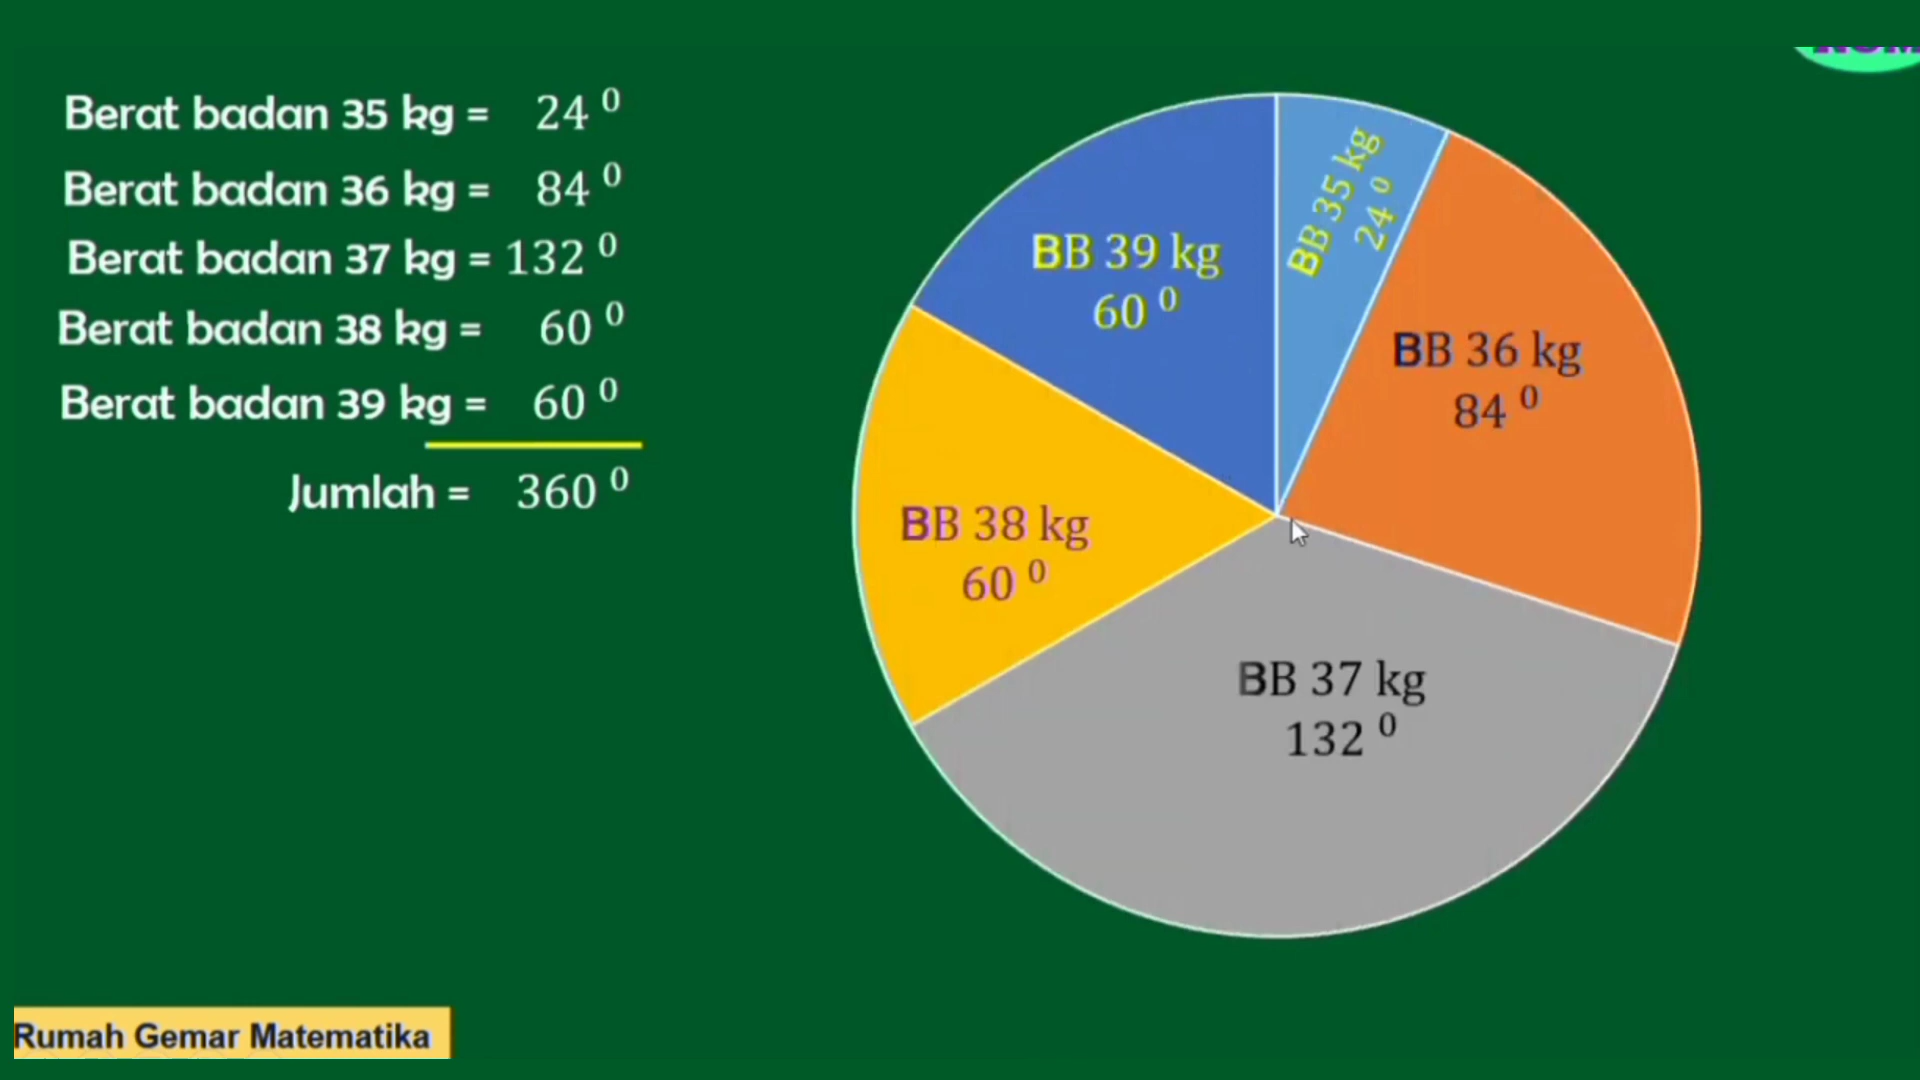 Berat badan 35 kg = 24 ⁰
Berat badan 36 kg = 84 ⁰
Berat badan 37 kg = 132 ⁰
Berat badan 38 kg = 60 ⁰
Berat badan 39 kg = 60 ⁰
Jumlah = 360 ⁰
BB 35 kg
24 ⁰
BB 36 kg
84 ⁰
BB 37 kg
132 ⁰
BB 38 kg
60 ⁰
BB 39 kg
60 ⁰
Rumah Gemar Matematika